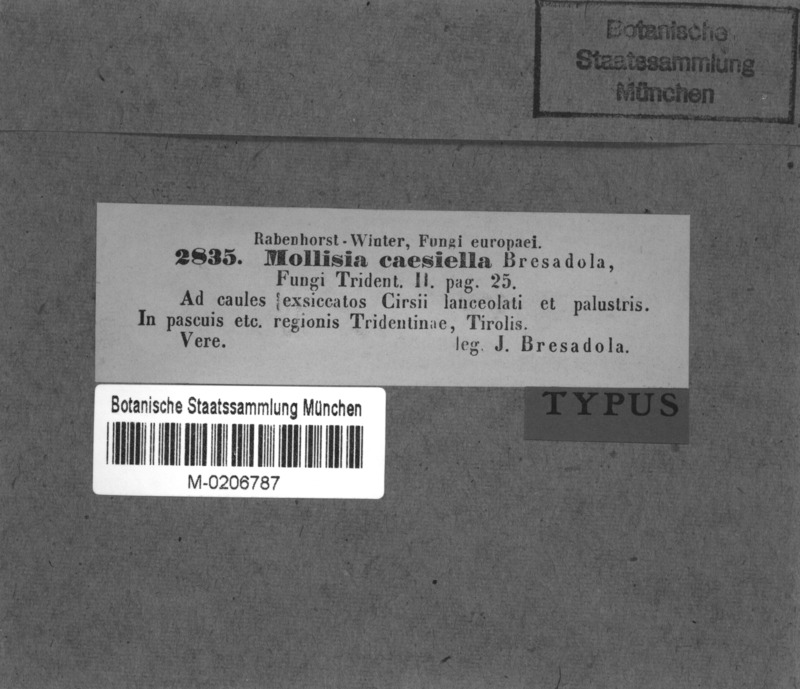 Botanische
Staatssammlung
München
Rabenhorst-Winter, Fungi europaei.
2835. Mollisia caesiella Bresadola,
Fungi Trident. II. pag. 25.
Ad caules exsiccatos Cirsii lanceolati et palustris.
In pascuis etc. regionis Tridentinae, Tirolis.
Vere. leg. J. Bresadola.
TYPUS
Botanische Staatssammlung München
M-0206787